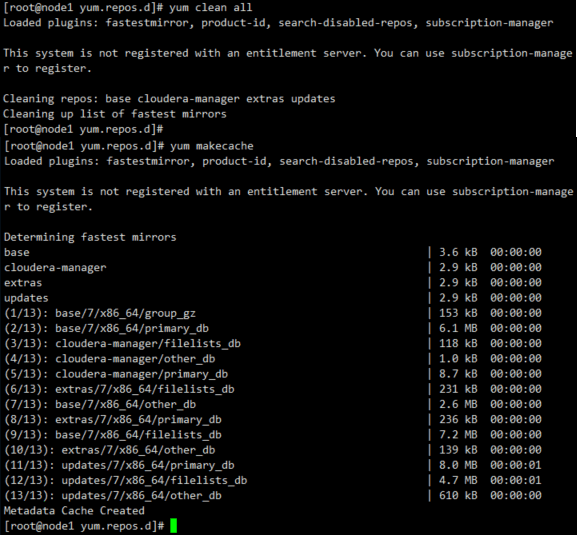 [root@node1 yum.repos.d]# yum clean all
Loaded plugins: fastestmirror, product-id, search-disabled-repos, subscription-manager
This system is not registered with an entitlement server. You can use subscription-manage
r to register.
Cleaning repos: base cloudera-manager extras updates
Cleaning up list of fastest mirrors
[root@node1 yum.repos.d]#
[root@node1 yum.repos.d]# yum makecache
Loaded plugins: fastestmirror, product-id, search-disabled-repos, subscription-manager
This system is not registered with an entitlement server. You can use subscription-manage
r to register.
Determining fastest mirrors
base | 3.6 kB 00:00:00
cloudera-manager | 2.9 kB 00:00:00
extras | 2.9 kB 00:00:00
updates | 2.9 kB 00:00:00
(1/13): base/7/x86_64/group_gz | 153 kB 00:00:00
(2/13): base/7/x86_64/primary_db | 6.1 MB 00:00:00
(3/13): cloudera-manager/filelists_db | 118 kB 00:00:00
(4/13): cloudera-manager/other_db | 1.0 kB 00:00:00
(5/13): cloudera-manager/primary_db | 8.7 kB 00:00:00
(6/13): extras/7/x86_64/filelists_db | 231 kB 00:00:00
(7/13): base/7/x86_64/other_db | 2.6 MB 00:00:00
(8/13): extras/7/x86_64/primary_db | 236 kB 00:00:00
(9/13): base/7/x86_64/filelists_db | 7.2 MB 00:00:00
(10/13): extras/7/x86_64/other_db | 139 kB 00:00:00
(11/13): updates/7/x86_64/primary_db | 8.0 MB 00:00:01
(12/13): updates/7/x86_64/filelists_db | 4.7 MB 00:00:01
(13/13): updates/7/x86_64/other_db | 610 kB 00:00:00
Metadata Cache Created
[root@node1 yum.repos.d]#